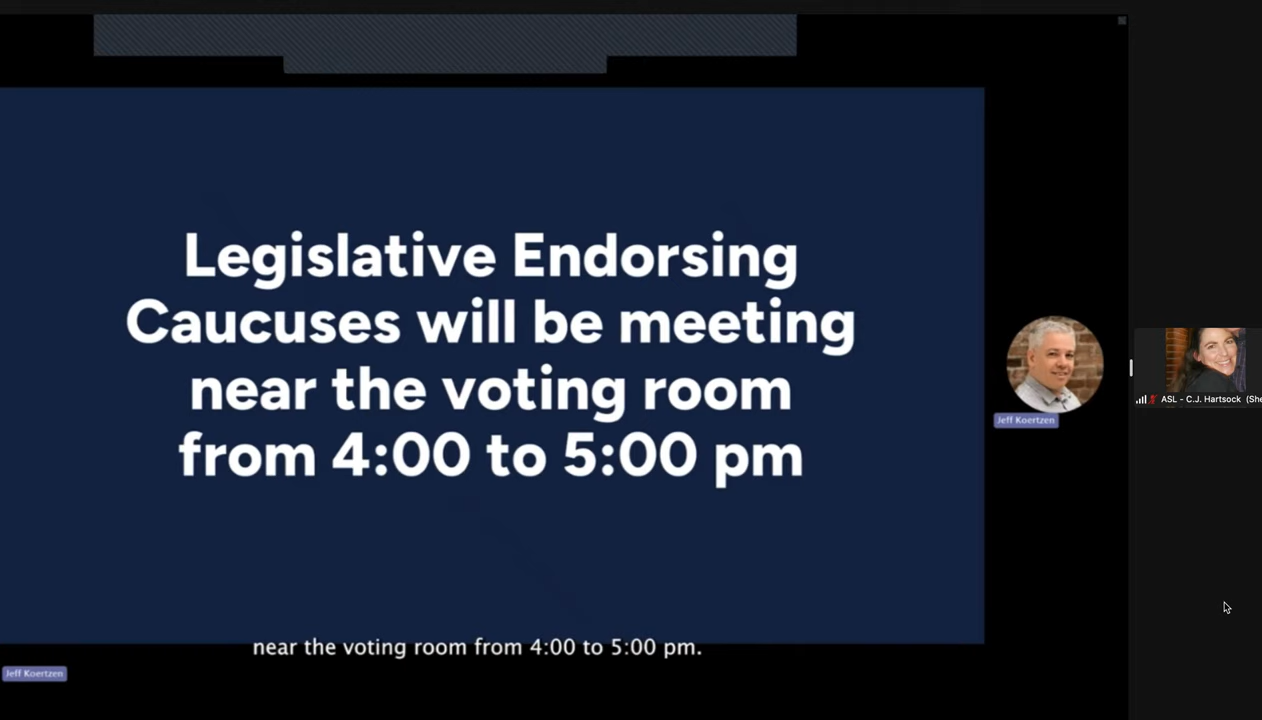 Legislative Endorsing
Caucuses will be meeting
near the voting room
from 4:00 to 5:00 pm
Jeff Koertzen
ASL - C.J. Hartsock (She
near the voting room from 4:00 to 5:00 pm.
Jeff Koertzen